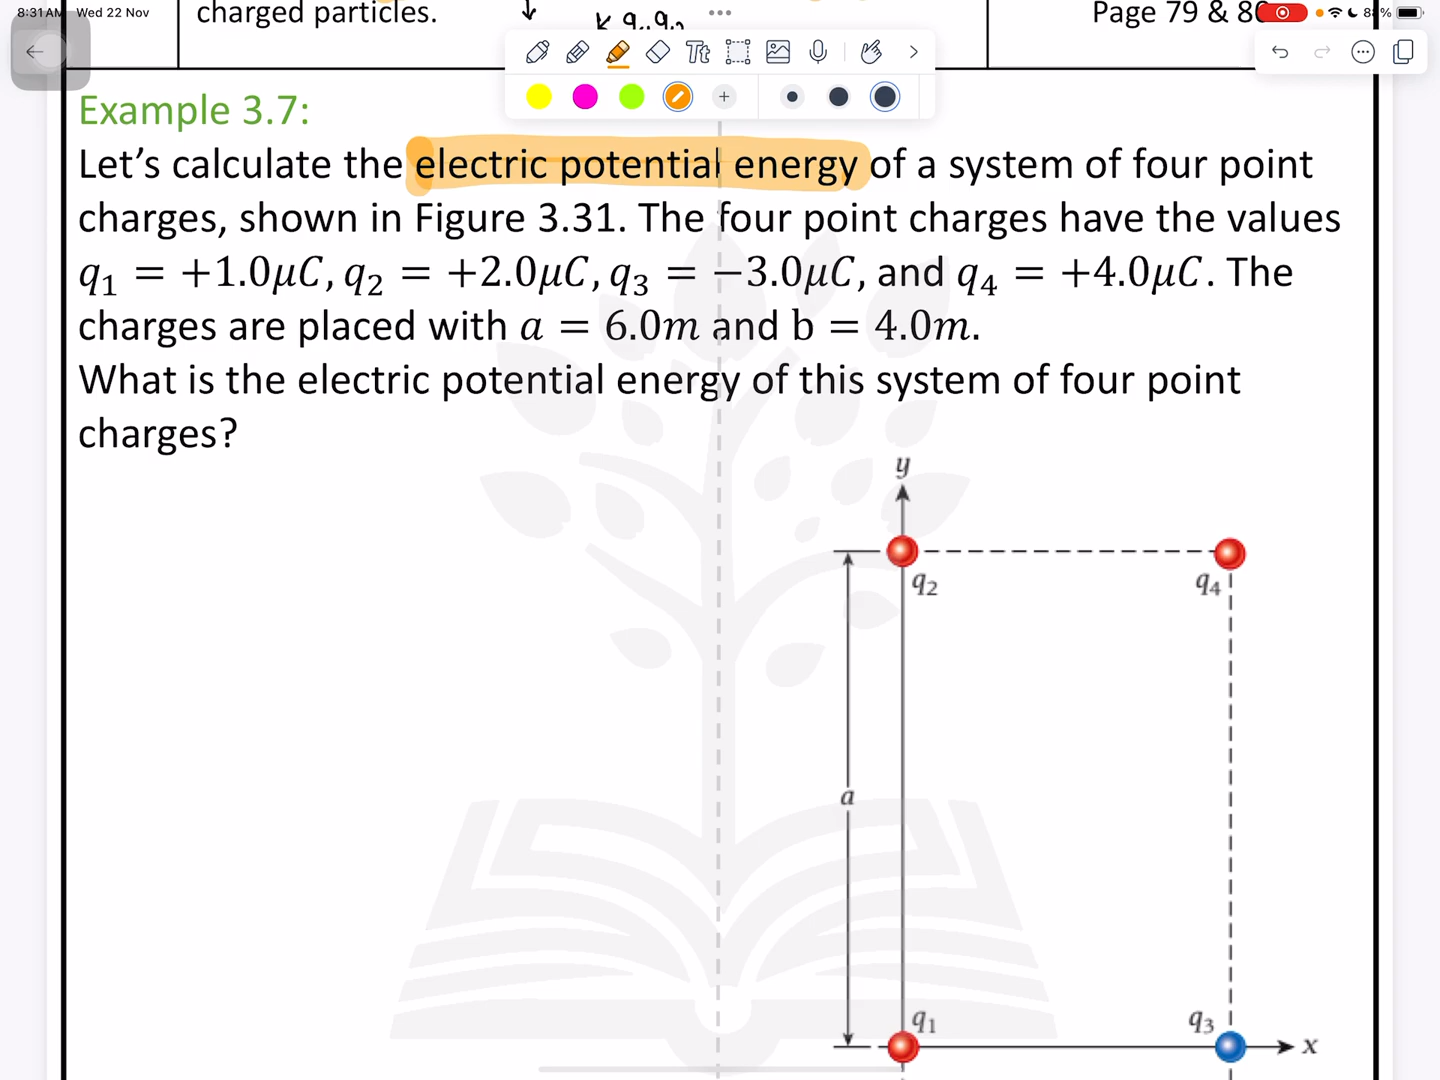 8:31AM Wed 22 Nov
charged particles.
Page 79 & 80
Tt
Example 3.7:
Let's calculate the electric potential energy of a system of four point
charges, shown in Figure 3.31. The four point charges have the values
q₁ = +1.0μC, q₂ = +2.0μC, q₃ = −3.0μC, and q₄ = +4.0μC. The
charges are placed with a = 6.0m and b = 4.0m.
What is the electric potential energy of this system of four point
charges?
y
q₂ q₄
a
q₁ q₃
x